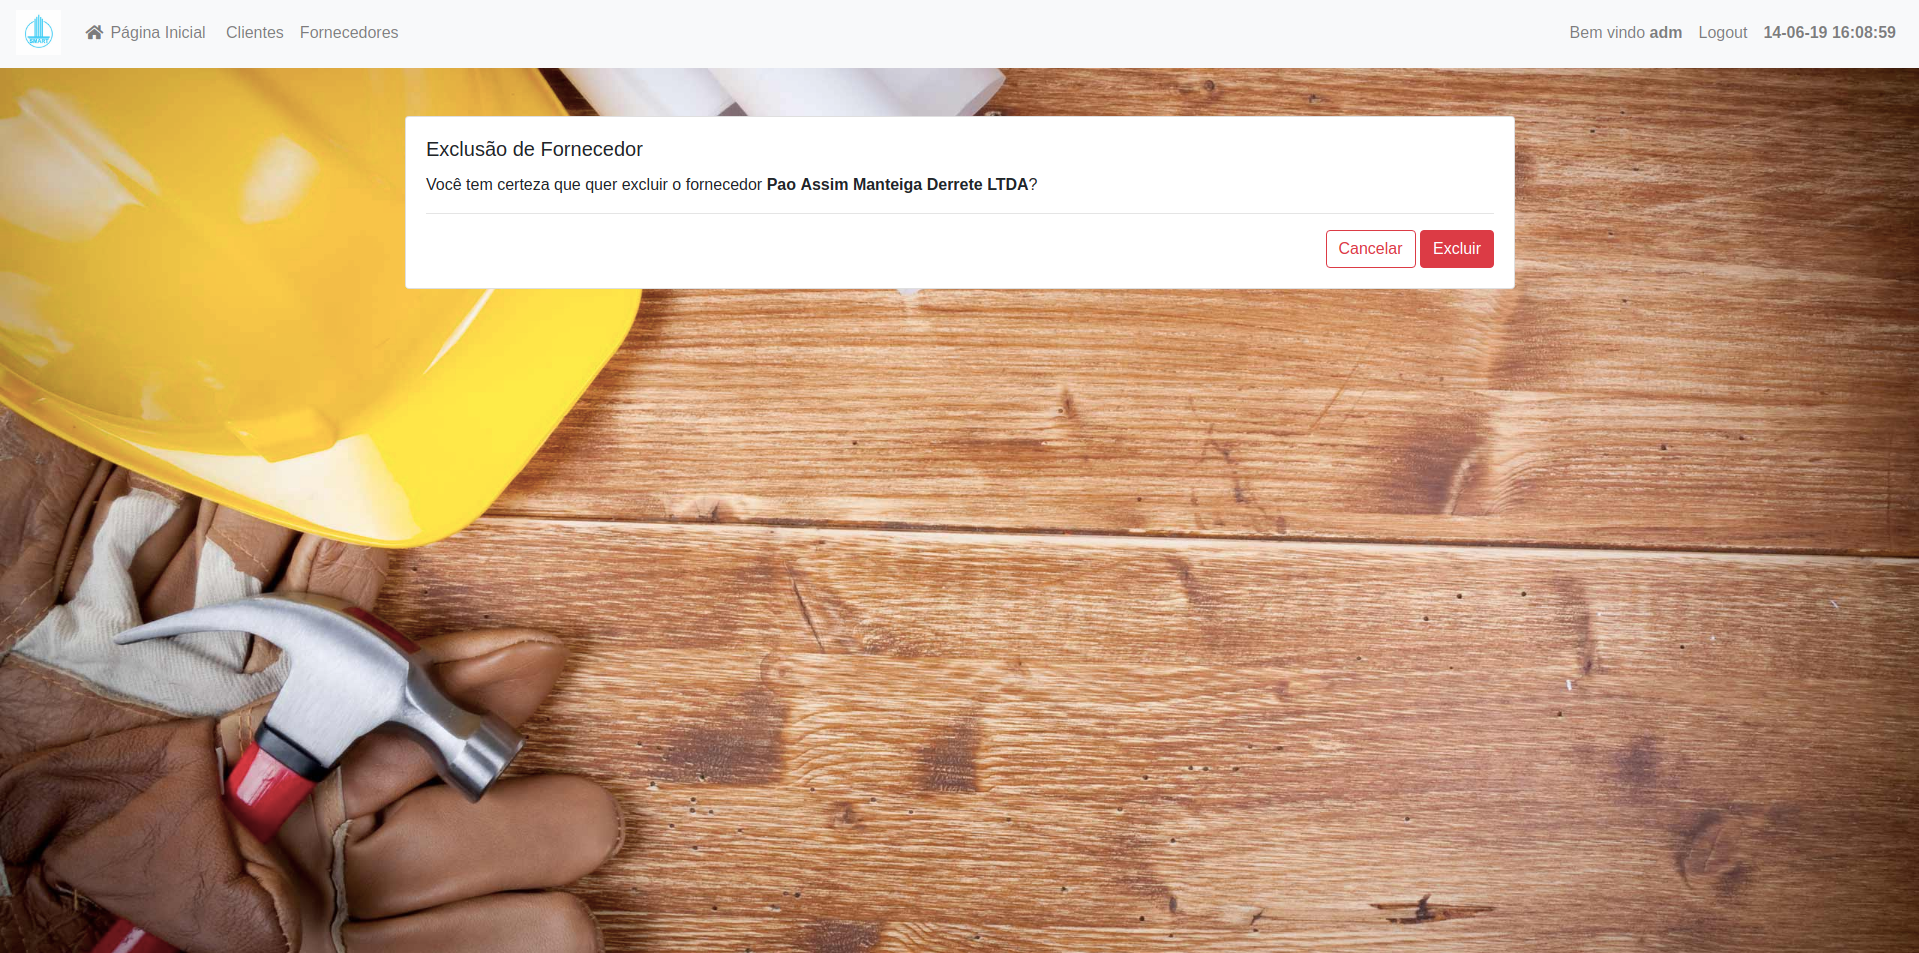 SMART
Página Inicial Clientes Fornecedores Bem vindo adm Logout 14-06-19 16:08:59
Exclusão de Fornecedor
Você tem certeza que quer excluir o fornecedor Pao Assim Manteiga Derrete LTDA?
Cancelar Excluir